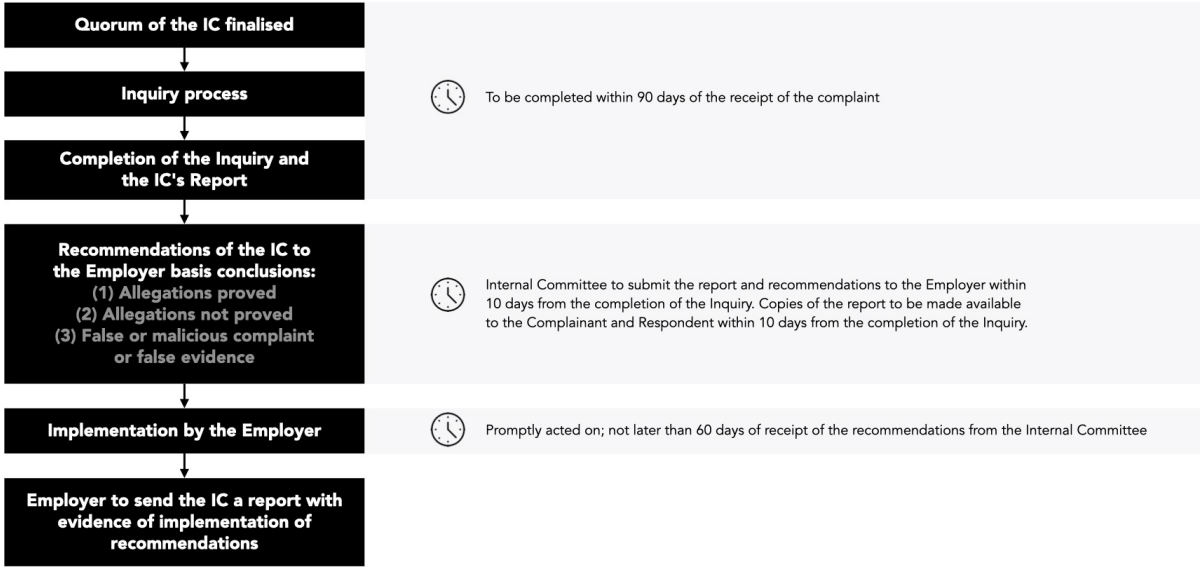 Quorum of the IC finalised
Inquiry process
To be completed within 90 days of the receipt of the complaint
Completion of the Inquiry and
the IC's Report
Recommendations of the IC to
the Employer basis conclusions:
(1) Allegations proved
(2) Allegations not proved
(3) False or malicious complaint
or false evidence
Internal Committee to submit the report and recommendations to the Employer within
10 days from the completion of the Inquiry. Copies of the report to be made available
to the Complainant and Respondent within 10 days from the completion of the Inquiry.
Implementation by the Employer
Promptly acted on; not later than 60 days of receipt of the recommendations from the Internal Committee
Employer to send the IC a report with
evidence of implementation of
recommendations